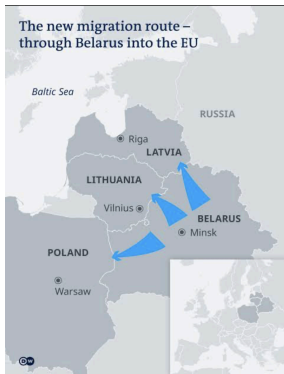 The new migration route –
through Belarus into the EU
Baltic Sea
RUSSIA
Riga
LATVIA
LITHUANIA
Vilnius
BELARUS
Minsk
POLAND
Warsaw
DW